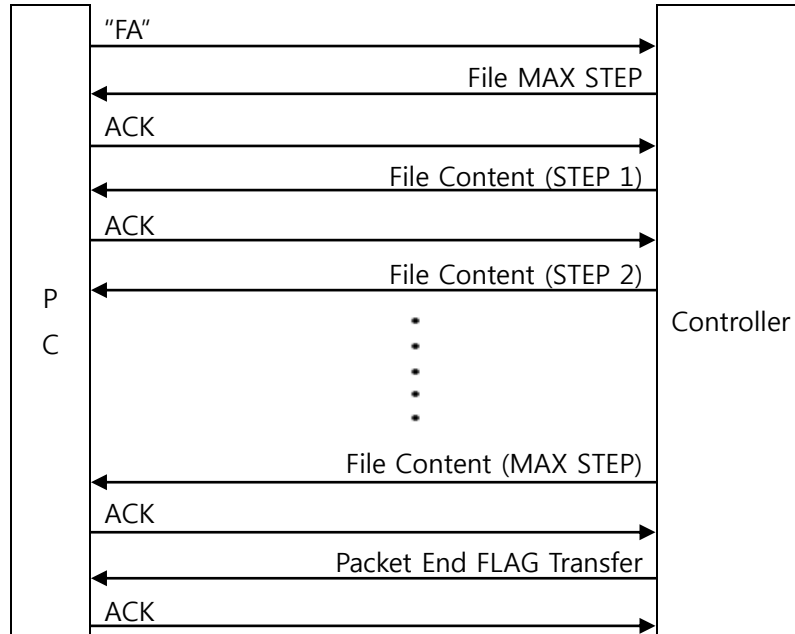 "FA"
File MAX STEP
ACK
File Content (STEP 1)
ACK
File Content (STEP 2)
P
C
Controller
File Content (MAX STEP)
ACK
Packet End FLAG Transfer
ACK